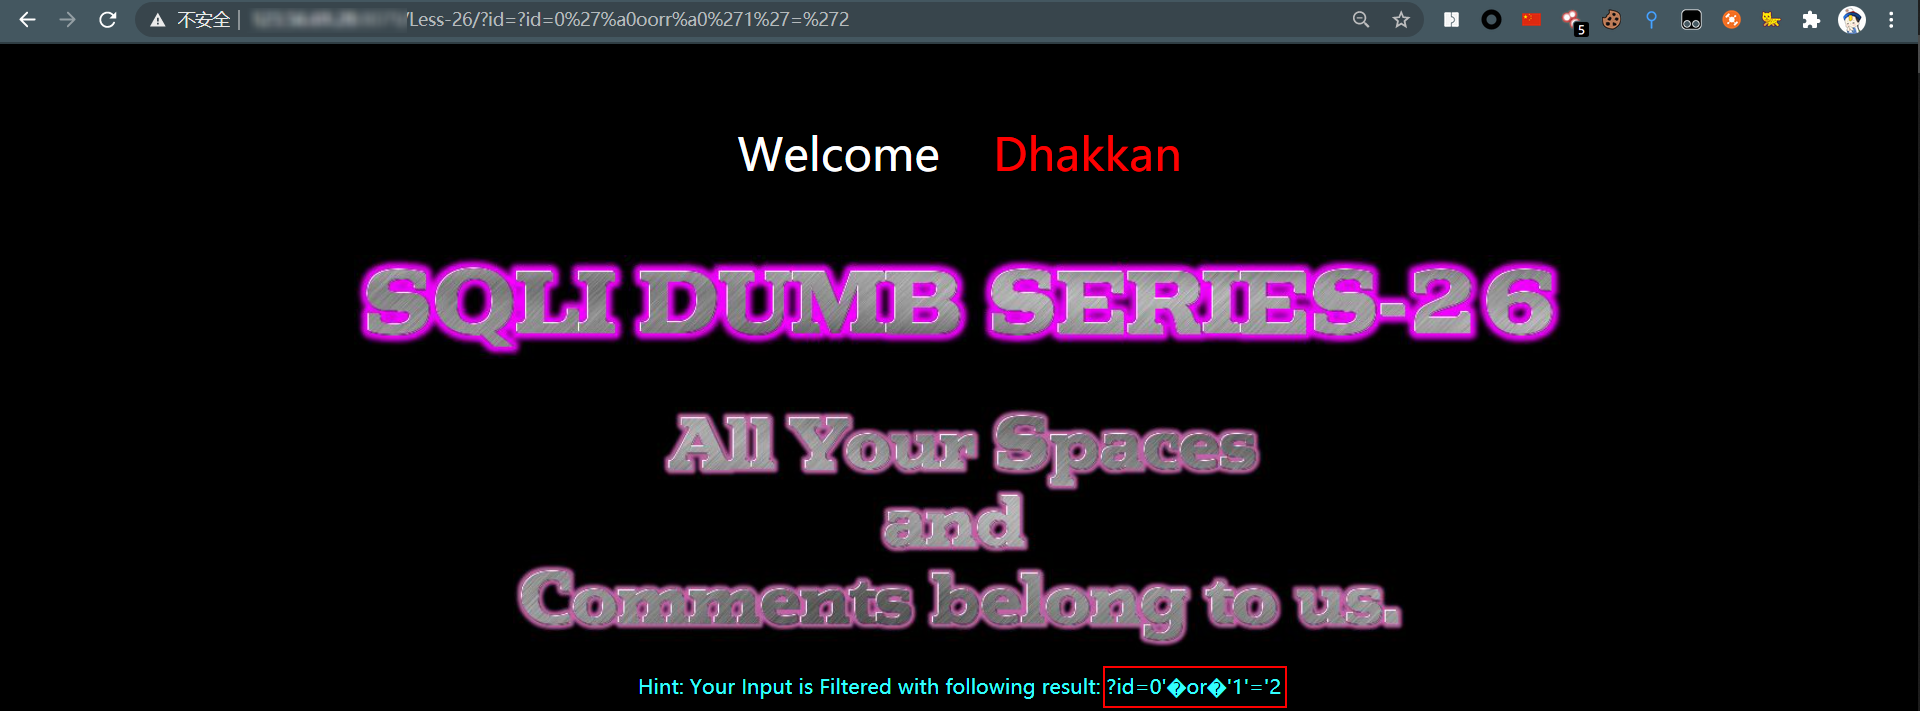 不安全 | /Less-26/?id=?id=0%27%a0oorr%a0%271%27=%272
5
Welcome Dhakkan
SQLI DUMB SERIES-26
All Your Spaces
and
Comments belong to us.
Hint: Your Input is Filtered with following result: ?id=0'�or�'1'='2